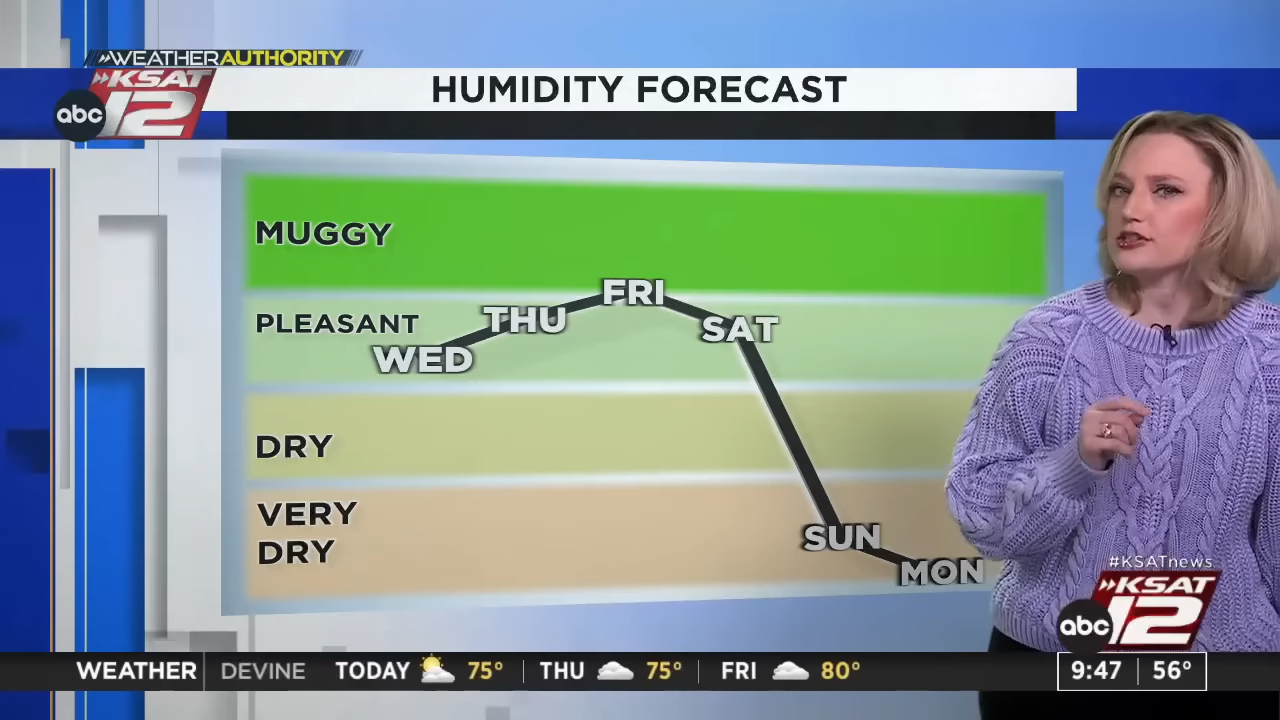 WEATHERAUTHORITY
KSAT
abc 12
HUMIDITY FORECAST
MUGGY
PLEASANT
WED
THU
FRI
SAT
DRY
VERY
DRY
SUN
MON
#KSATnews
KSAT
abc 12
WEATHER DEVINE TODAY 75° THU 75° FRI 80° 9:47 56°